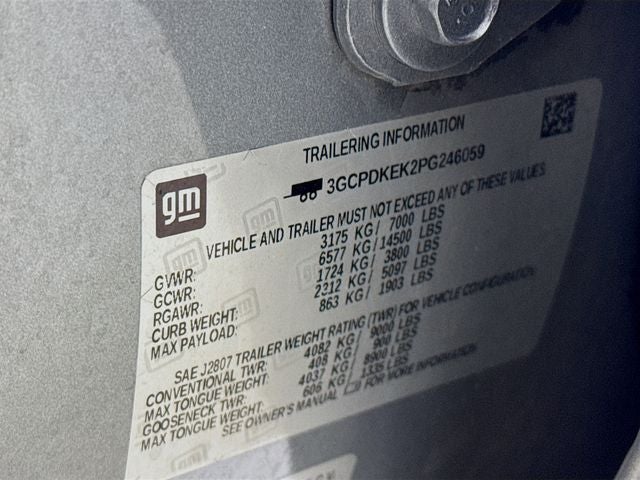 TRAILERING INFORMATION
gm
3GCPDKEK2PG246059
VEHICLE AND TRAILER MUST NOT EXCEED ANY OF THESE VALUES
GVWR: 3175 KG / 7000 LBS
GCWR: 6577 KG / 14500 LBS
RGAWR: 1724 KG / 3800 LBS
CURB WEIGHT: 2212 KG / 5097 LBS
MAX PAYLOAD: 863 KG / 1903 LBS
SAE J2807 TRAILER WEIGHT RATING (TWR) FOR VEHICLE CONFIGURATION
CONVENTIONAL TWR: 4082 KG / 9000 LBS
MAX TONGUE WEIGHT: 408 KG / 900 LBS
GOOSENECK TWR: 4037 KG / 8900 LBS
MAX TONGUE WEIGHT: 606 KG / 1335 LBS
SEE OWNER'S MANUAL FOR MORE INFORMATION